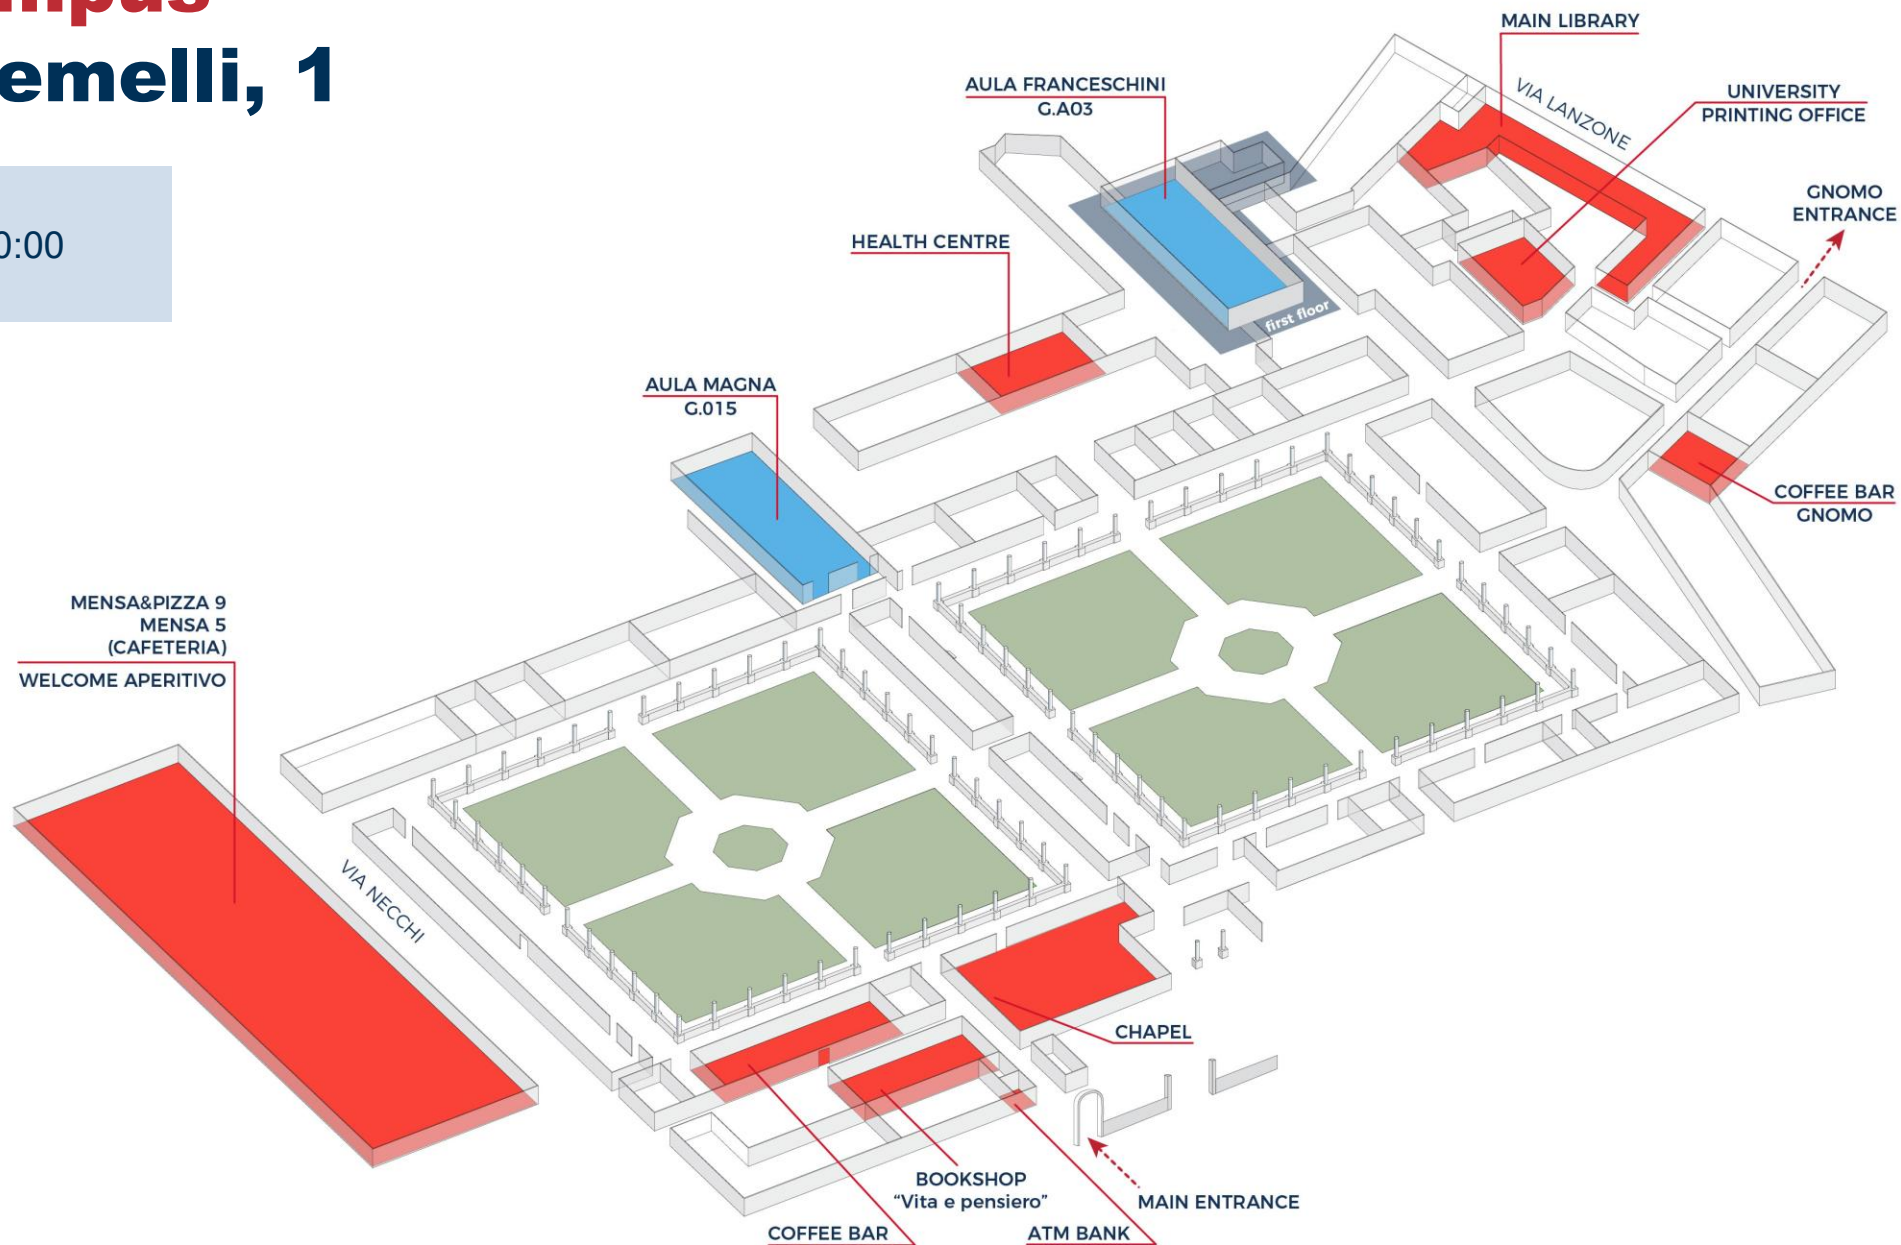 mpus
emelli, 1
0:00
MAIN LIBRARY
VIA LANZONE
UNIVERSITY
PRINTING OFFICE
AULA FRANCESCHINI
G.A03
GNOMO
ENTRANCE
HEALTH CENTRE
first floor
AULA MAGNA
G.015
COFFEE BAR
GNOMO
MENSA&PIZZA 9
MENSA 5
(CAFETERIA)
WELCOME APERITIVO
VIA NECCHI
CHAPEL
BOOKSHOP
“Vita e pensiero”
MAIN ENTRANCE
COFFEE BAR
ATM BANK